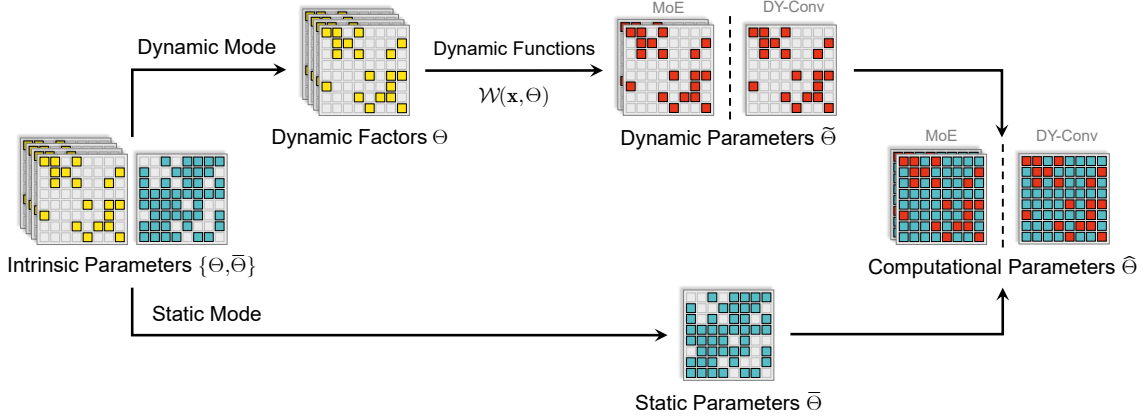 MoE
DY-Conv
Dynamic Mode
Dynamic Functions
𝒲(x,Θ)
Dynamic Factors Θ
Dynamic Parameters Θ̃
MoE
DY-Conv
Intrinsic Parameters {Θ,Θ̅}
Computational Parameters Θ̂
Static Mode
Static Parameters Θ̅